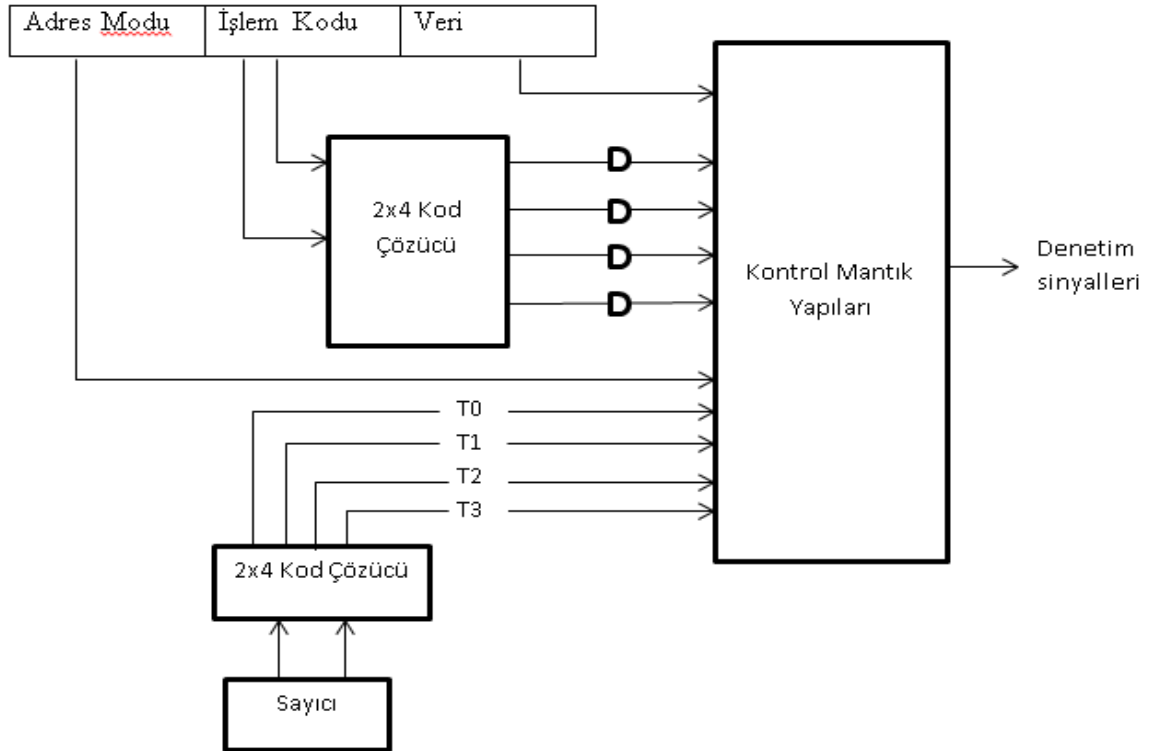 Adres Modu
İşlem Kodu
Veri
2x4 Kod
Çözücü
D
D
D
D
Kontrol Mantık
Yapıları
Denetim
sinyalleri
T0
T1
T2
T3
2x4 Kod Çözücü
Sayıcı